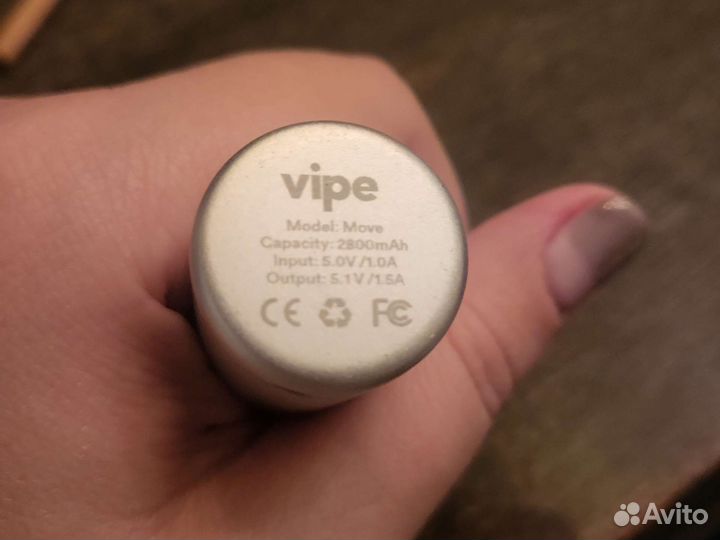 vipe
Model: Move
Capacity: 2800mAh
Input: 5.0V/1.0A
Output: 5.1V/1.5A
CE FC
Avito